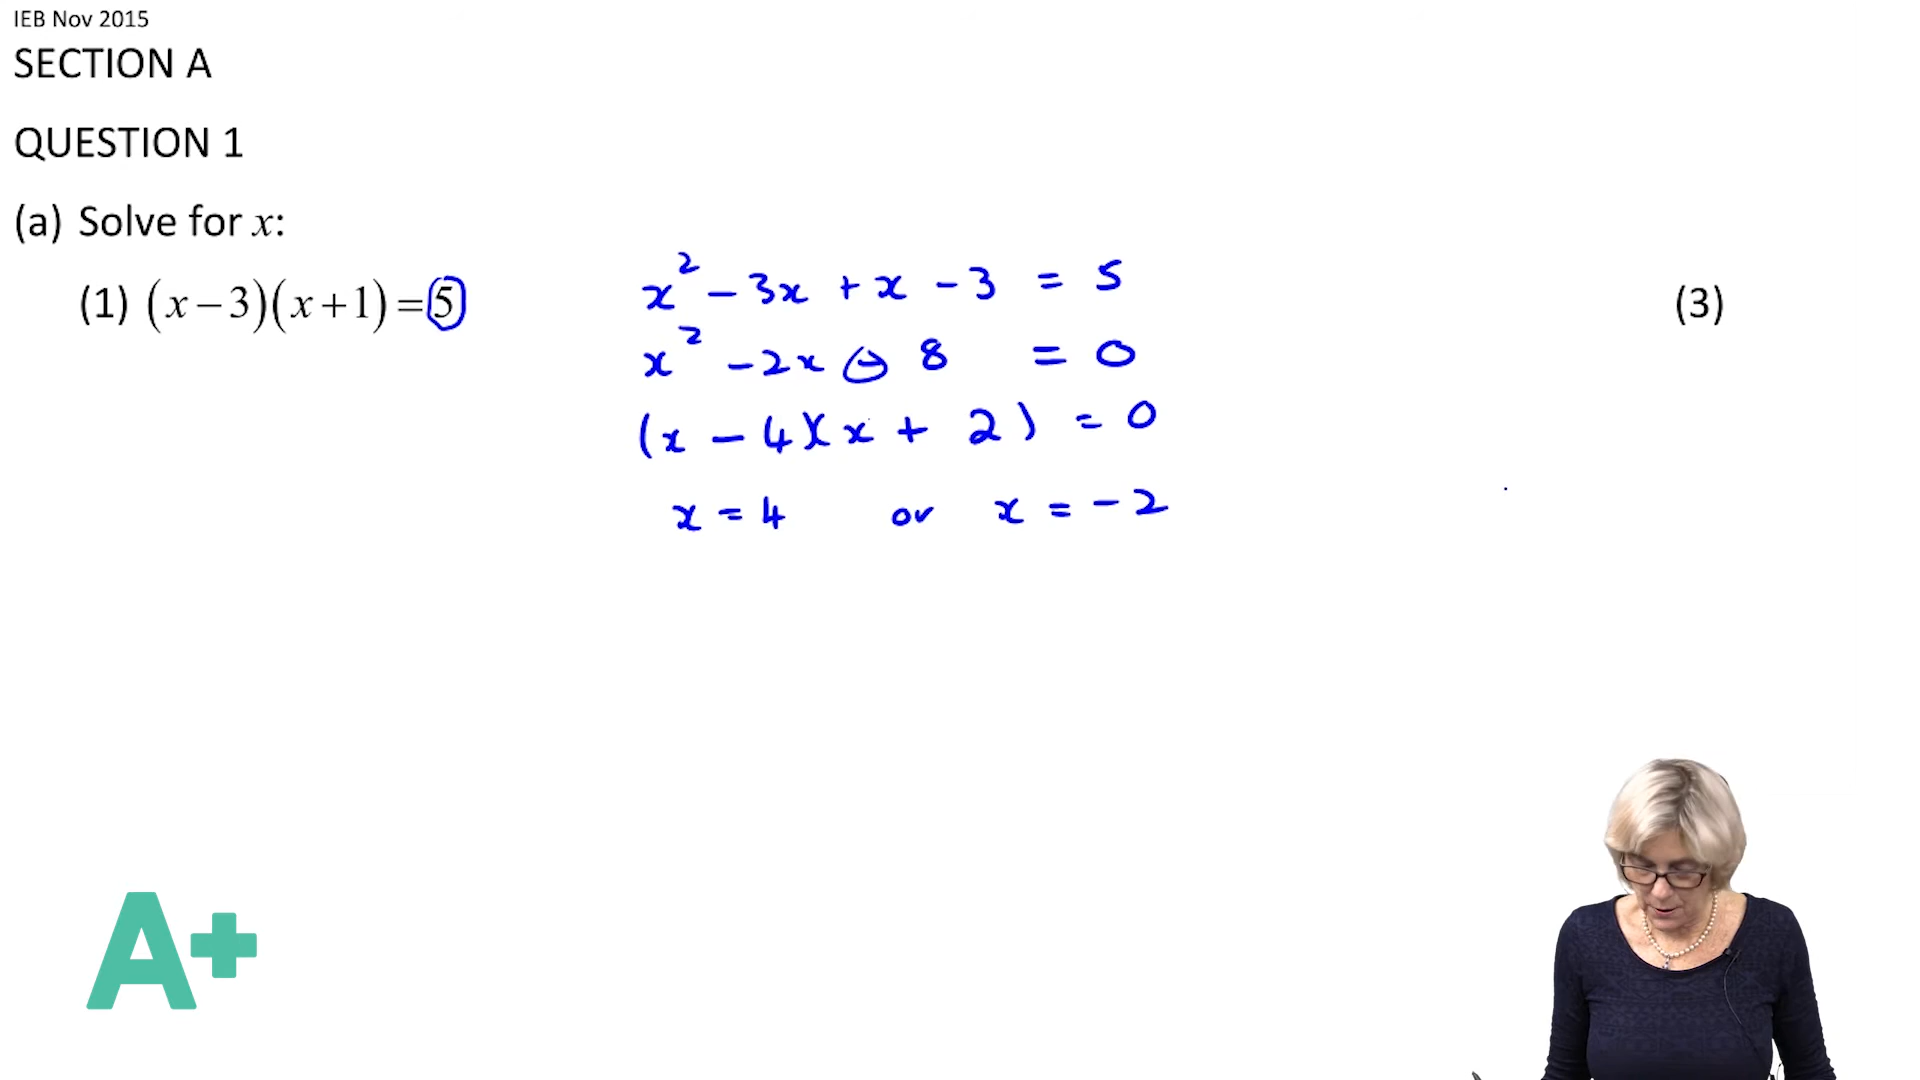 IEB Nov 2015
SECTION A
QUESTION 1
(a) Solve for x:
(1) (x−3)(x+1)=5
(3)
x² − 3x + x − 3 = 5
x² − 2x − 8 = 0
(x − 4)(x + 2) = 0
x = 4 or x = −2
A+